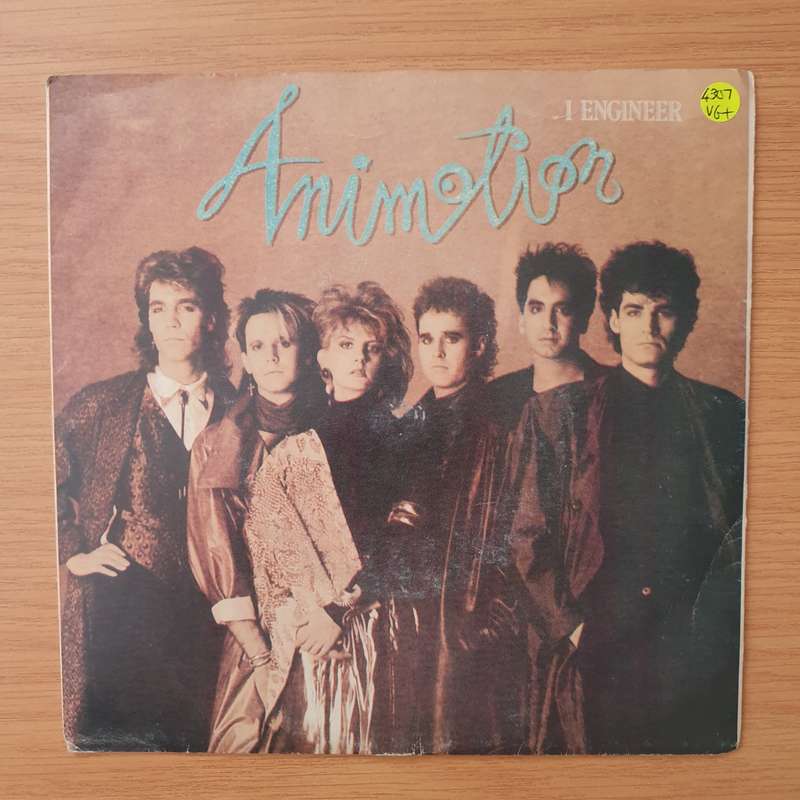 I ENGINEER
4307
VG+
Animotion